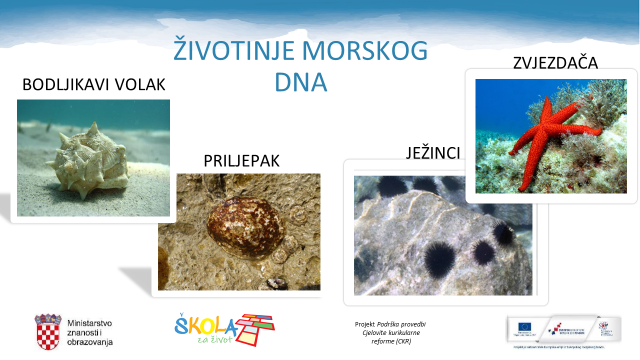 ŽIVOTINJE MORSKOG
DNA
BODLJIKAVI VOLAK
PRILJEPAK
JEŽINCI
ZVJEZDAČA
Ministarstvo
znanosti i
obrazovanja
ŠKOLA
za život
Projekt Podrška provedbi
Cjelovite kurikularne
reforme (CKR)